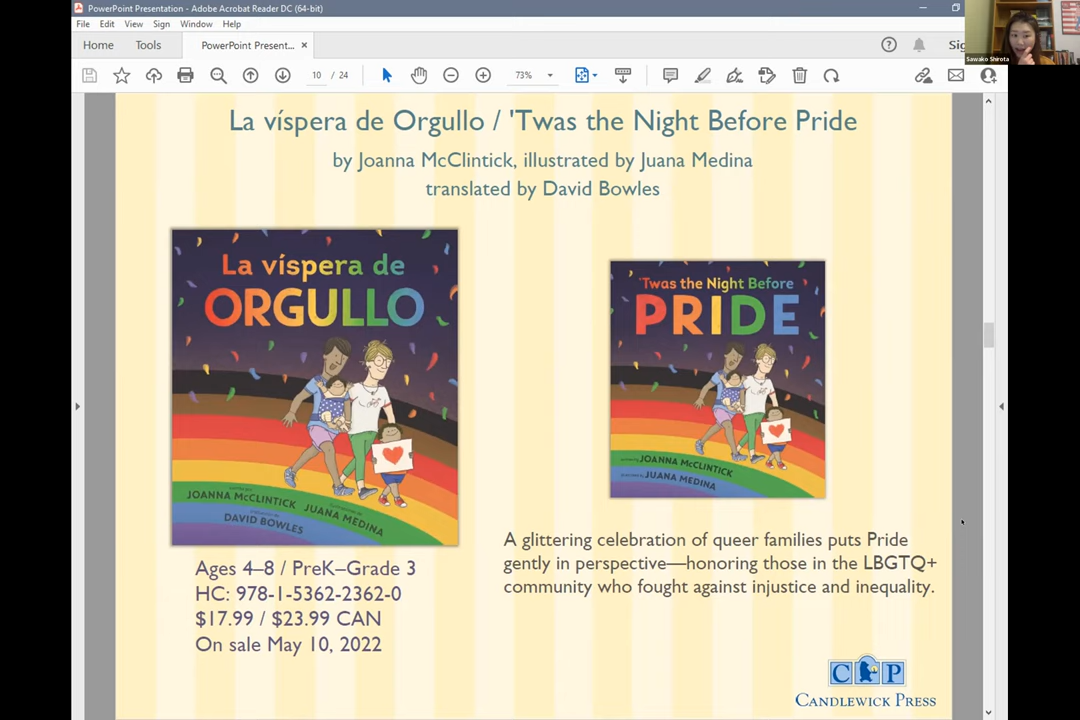 PowerPoint Presentation - Adobe Acrobat Reader DC (64-bit)
File Edit View Sign Window Help
Home Tools PowerPoint Present... ×
10 / 24 73%
Sawako Shirota
La víspera de Orgullo / 'Twas the Night Before Pride
by Joanna McClintick, illustrated by Juana Medina
translated by David Bowles
La víspera de
ORGULLO
JOANNA McCLINTICK
JUANA MEDINA
DAVID BOWLES
'Twas the Night Before
PRIDE
JOANNA McCLINTICK
JUANA MEDINA
Ages 4–8 / PreK–Grade 3
HC: 978-1-5362-2362-0
$17.99 / $23.99 CAN
On sale May 10, 2022
A glittering celebration of queer families puts Pride
gently in perspective—honoring those in the LBGTQ+
community who fought against injustice and inequality.
C P
CANDLEWICK PRESS